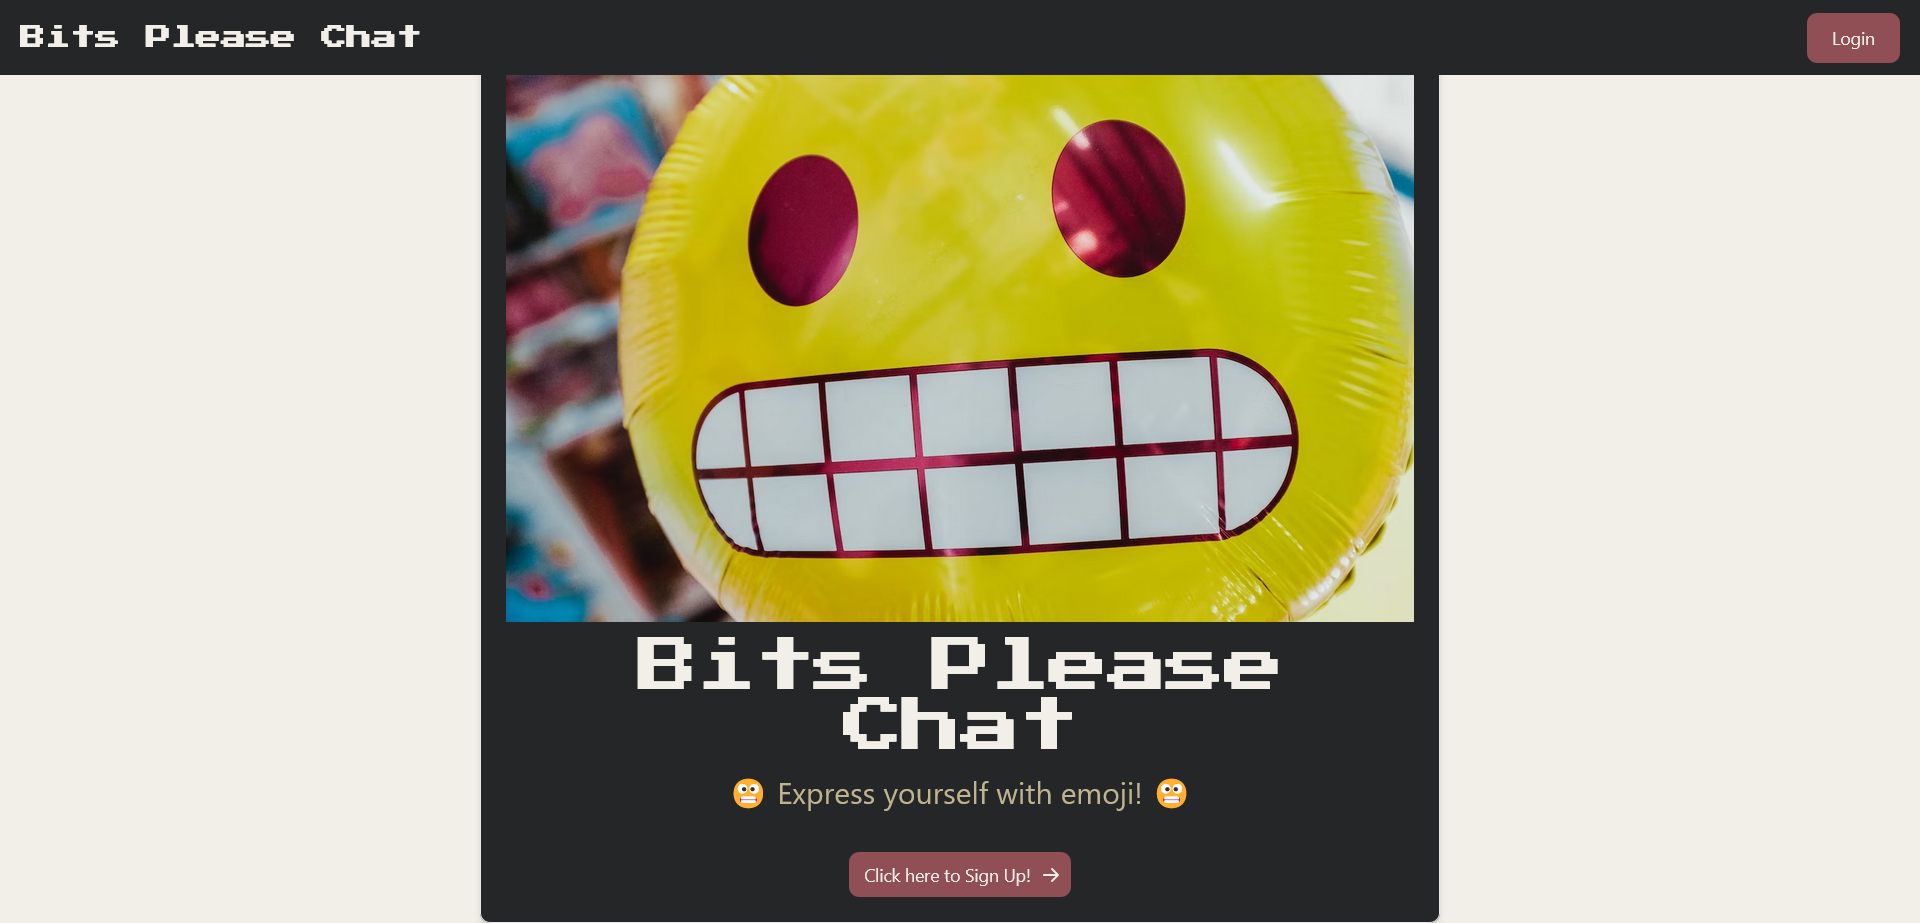 Bits Please Chat
Login
Bits Please
Chat
😬 Express yourself with emoji! 😬
Click here to Sign Up! →